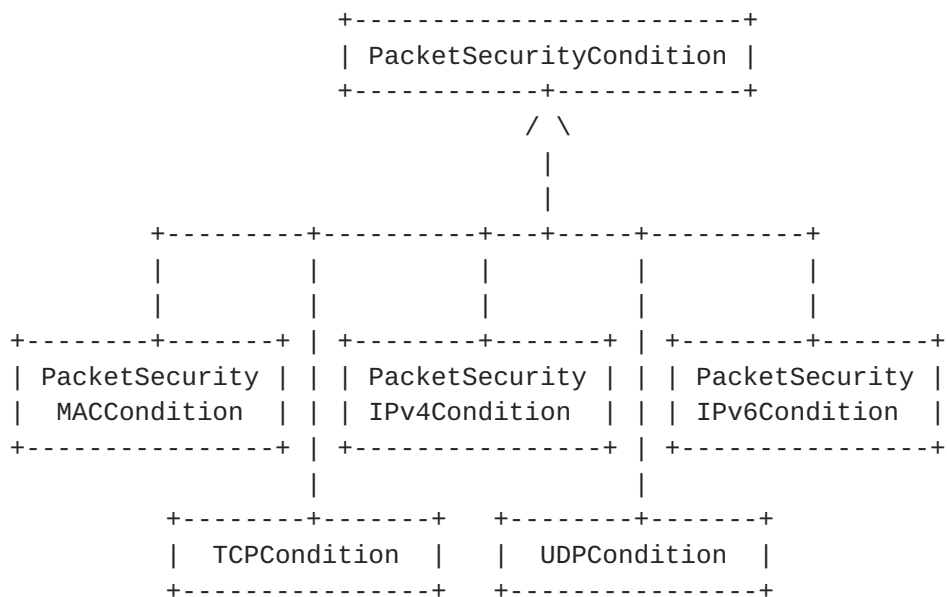 +--------------------------+
| PacketSecurityCondition |
+------------+------------+
/ \
|
|
+---------+----------+---+-----+----------+
| | | | |
| | | | |
+--------+-------+ | +--------+-------+ | +--------+-------+
| PacketSecurity | | | PacketSecurity | | | PacketSecurity |
| MACCondition | | | IPv4Condition | | | IPv6Condition |
+----------------+ | +----------------+ | +----------------+
| |
+--------+-------+ +--------+-------+
| TCPCondition | | UDPCondition |
+----------------+ +----------------+